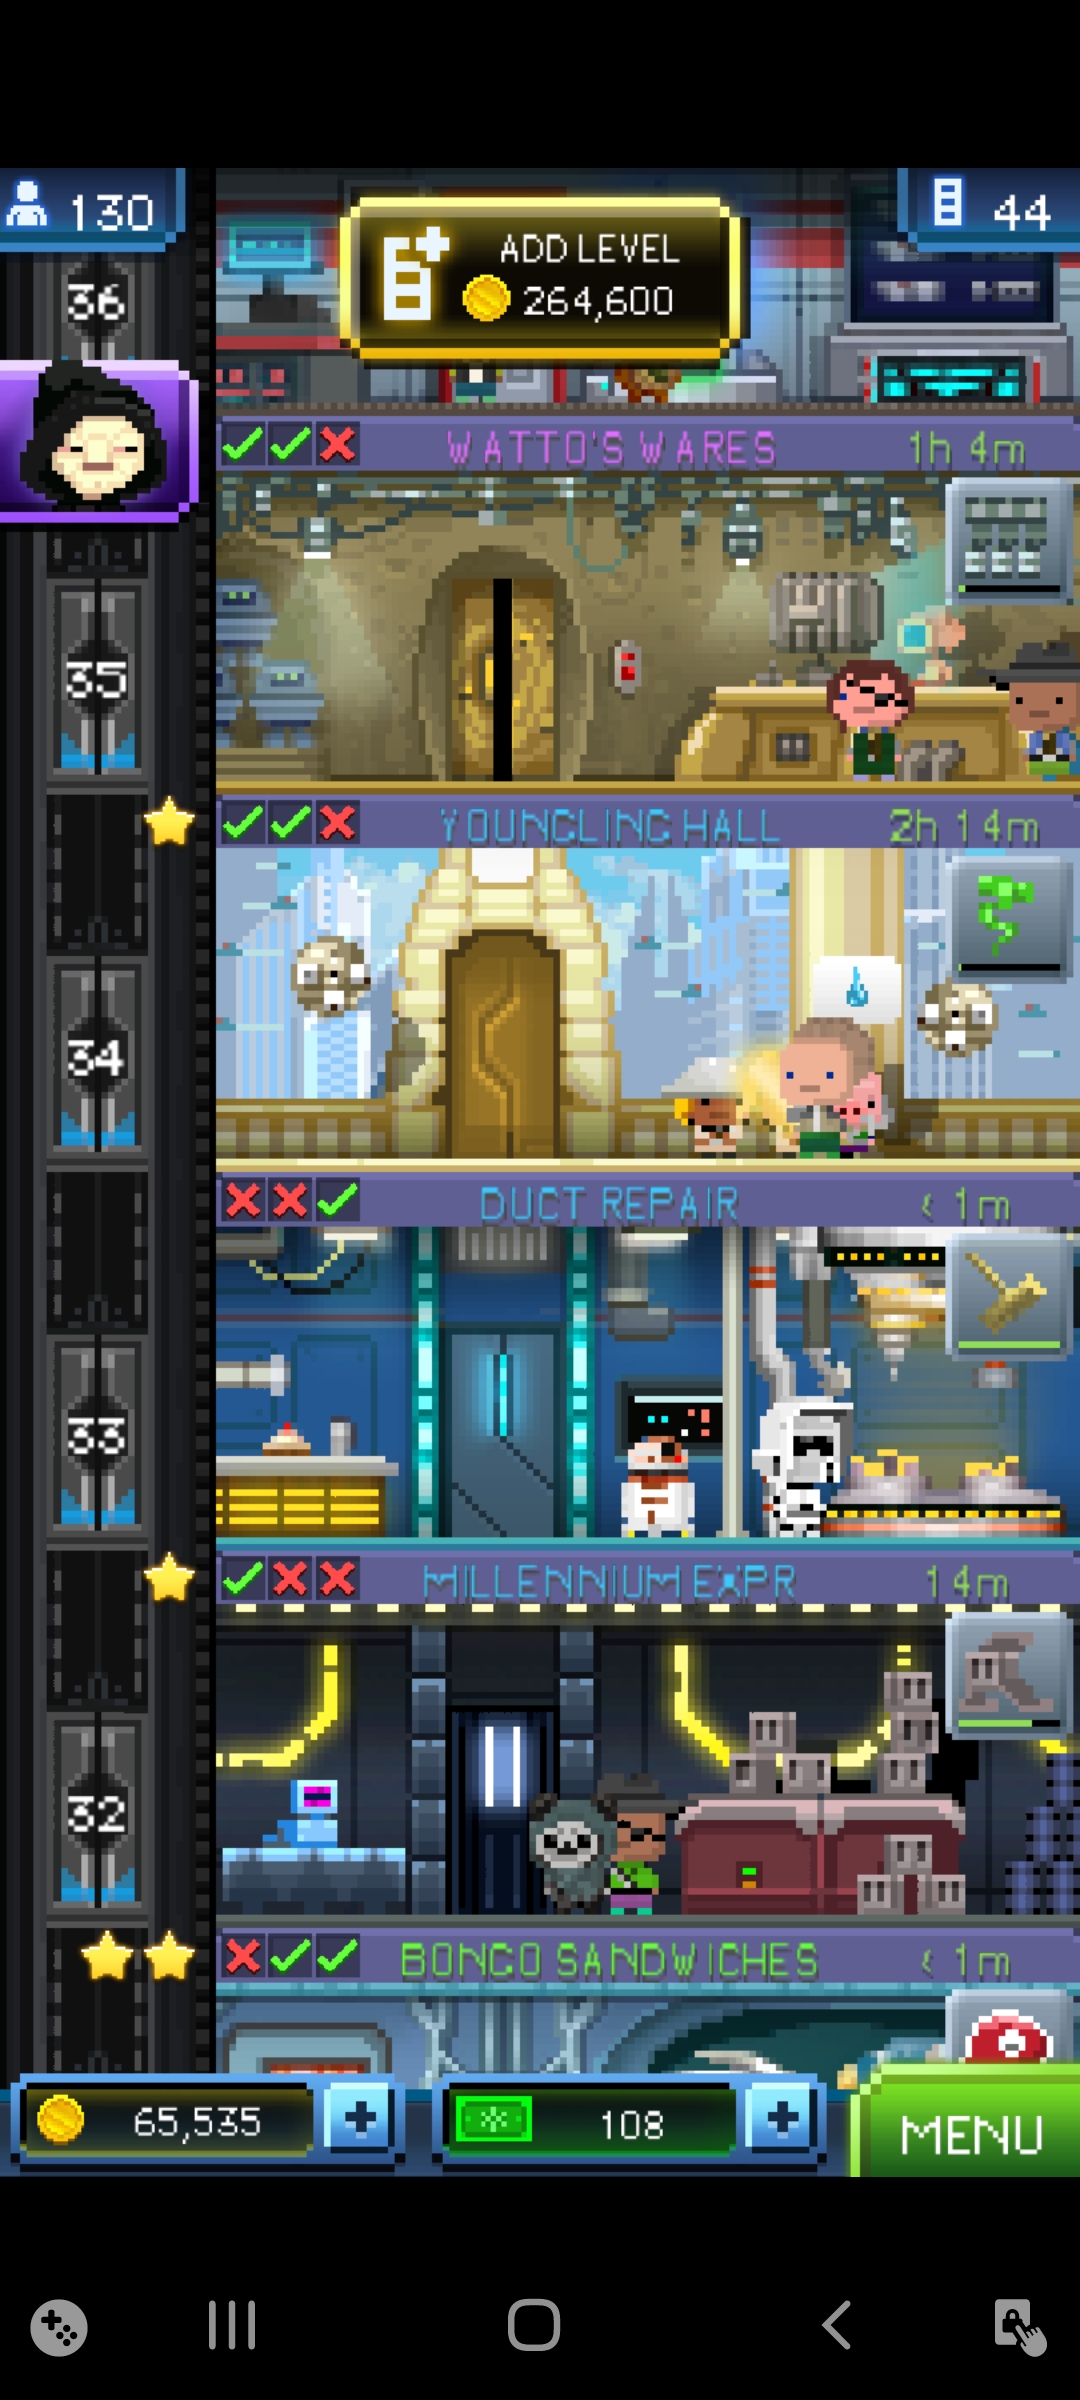 130
ADD LEVEL
264,600
44
36
WATTO'S WARES
1h 4m
35
YOUNGLING HALL
2h 14m
34
DUCT REPAIR
< 1m
33
MILLENNIUM EXPR
14m
32
BONGO SANDWICHES
< 1m
65,535
108
MENU